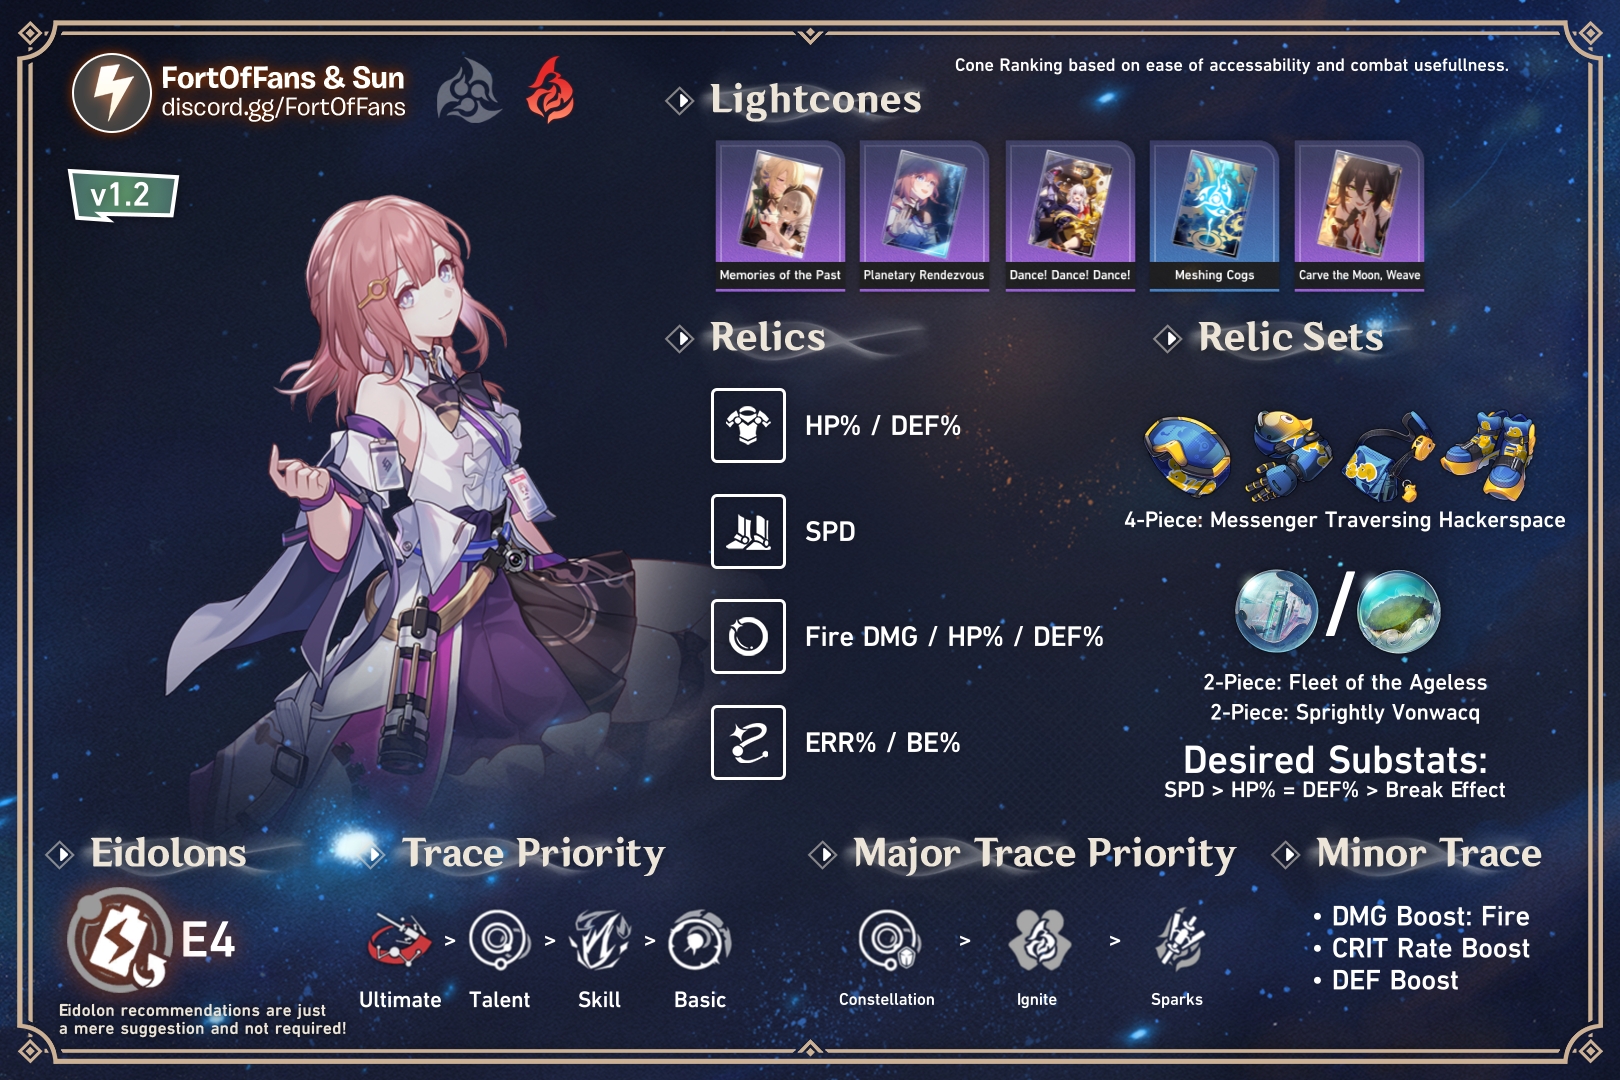 FortOfFans & Sun
discord.gg/FortOfFans
v1.2
Cone Ranking based on ease of accessability and combat usefullness.
Lightcones
Memories of the Past
Planetary Rendezvous
Dance! Dance! Dance!
Meshing Cogs
Carve the Moon, Weave
Relics
HP% / DEF%
SPD
Fire DMG / HP% / DEF%
ERR% / BE%
Relic Sets
4-Piece: Messenger Traversing Hackerspace
/
2-Piece: Fleet of the Ageless
2-Piece: Sprightly Vonwacq
Desired Substats:
SPD > HP% = DEF% > Break Effect
Eidolons
E4
Eidolon recommendations are just
a mere suggestion and not required!
Trace Priority
> > >
Ultimate Talent Skill Basic
Major Trace Priority
> >
Constellation Ignite Sparks
Minor Trace
• DMG Boost: Fire
• CRIT Rate Boost
• DEF Boost